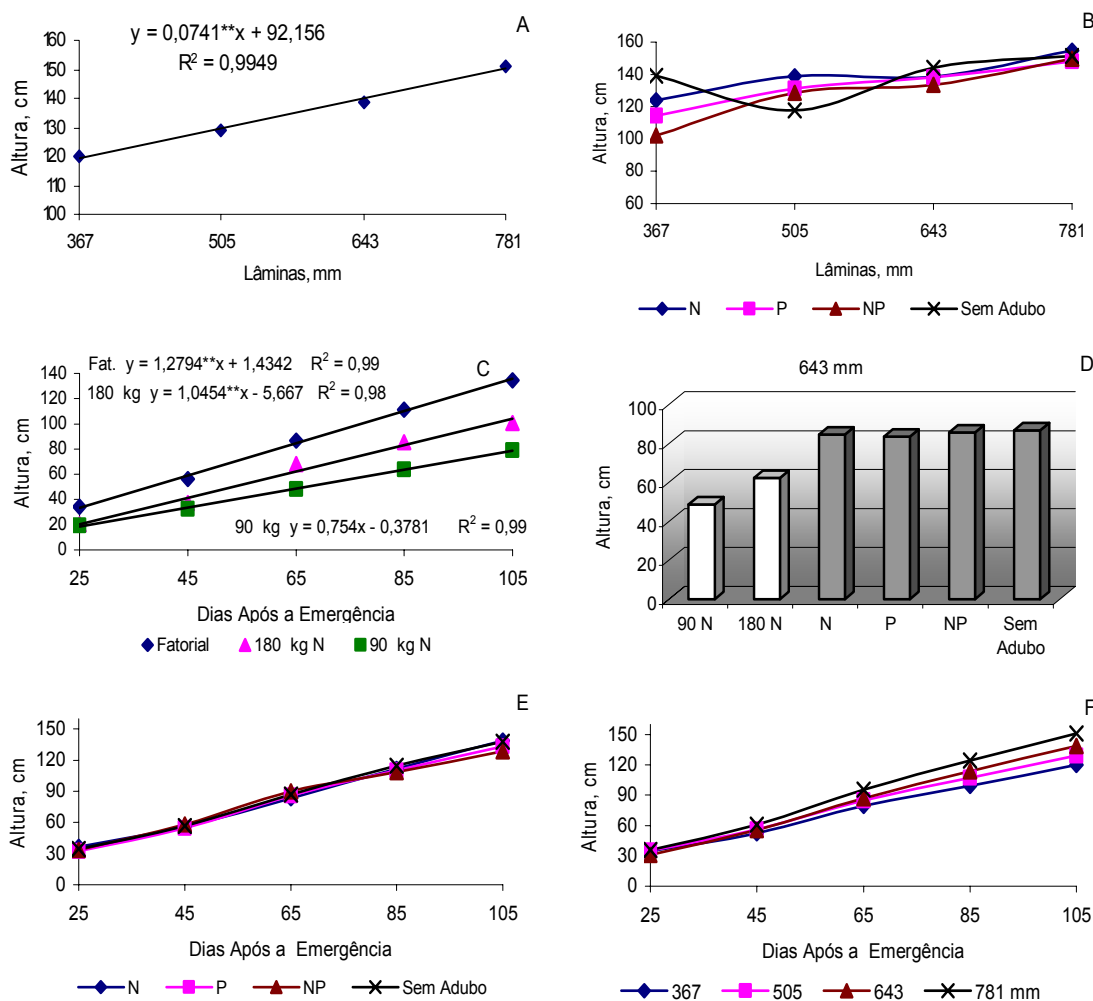 A
y = 0,0741**x + 92,156
R² = 0,9949
160
150
140
130
120
110
100
Altura, cm
367 505 643 781
Lâminas, mm
B
160
140
120
100
80
60
Altura, cm
367 505 643 781
Lâminas, mm
N P NP Sem Adubo
C
Fat. y = 1,2794**x + 1,4342 R² = 0,99
180 kg y = 1,0454**x - 5,667 R² = 0,98
90 kg y = 0,754x - 0,3781 R² = 0,99
140
120
100
80
60
40
20
0
Altura, cm
25 45 65 85 105
Dias Após a Emergência
Fatorial 180 kg N 90 kg N
D
643 mm
100
80
60
40
20
0
Altura, cm
90 N 180 N N P NP Sem
Adubo
E
150
120
90
60
30
0
Altura, cm
25 45 65 85 105
Dias Após a Emergência
N P NP Sem Adubo
F
150
120
90
60
30
0
Altura, cm
25 45 65 85 105
Dias Após a Emergência
367 505 643 781 mm